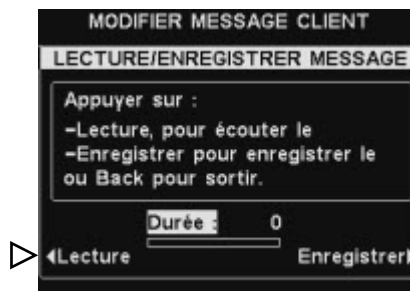 MODIFIER MESSAGE CLIENT
LECTURE/ENREGISTRER MESSAGE
Appuyer sur :
-Lecture, pour écouter le
-Enregistrer pour enregistrer le
ou Back pour sortir.
Durée : 0
Lecture Enregistrer